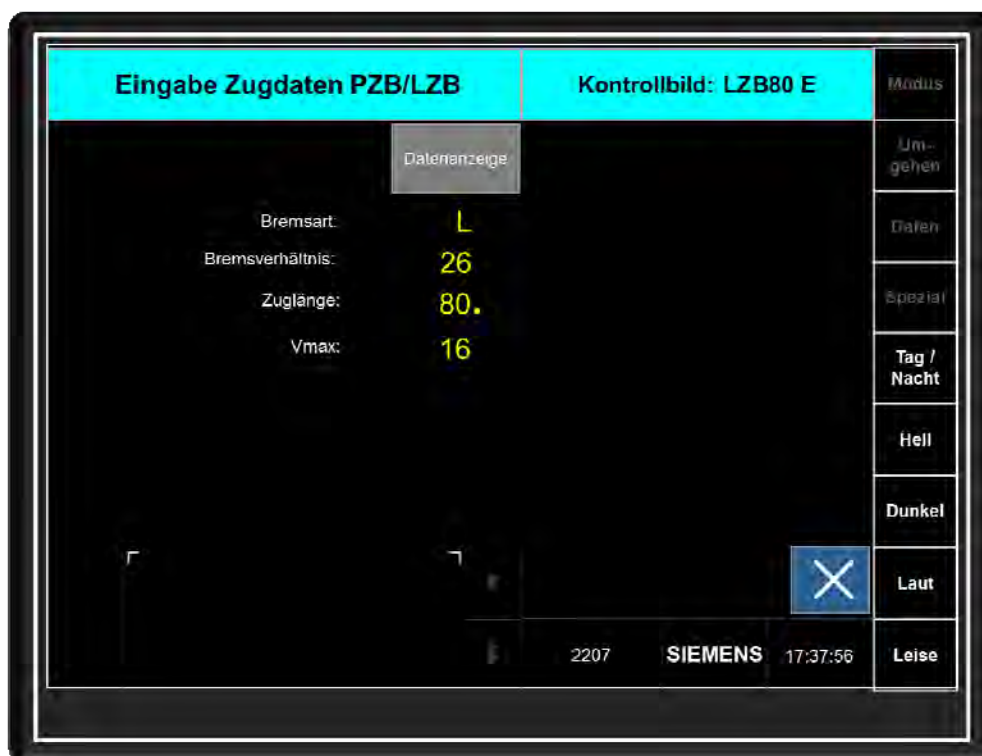 Eingabe Zugdaten PZB/LZB
Kontrollbild: LZB80 E
Modus
Um-
gehen
Datenanzeige
Bremsart:
L
Daten
Bremsverhältnis:
26
Zuglänge:
80.
Spezial
Vmax:
16
Tag /
Nacht
Hell
Dunkel
Laut
2207
SIEMENS
17:37:56
Leise